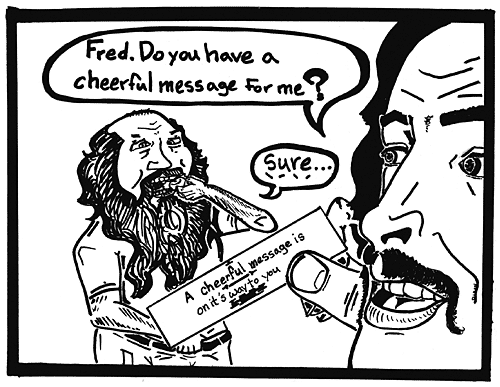 Fred. Do you have a
cheerful message for me?
Sure...
A cheerful message is
on it's way to you